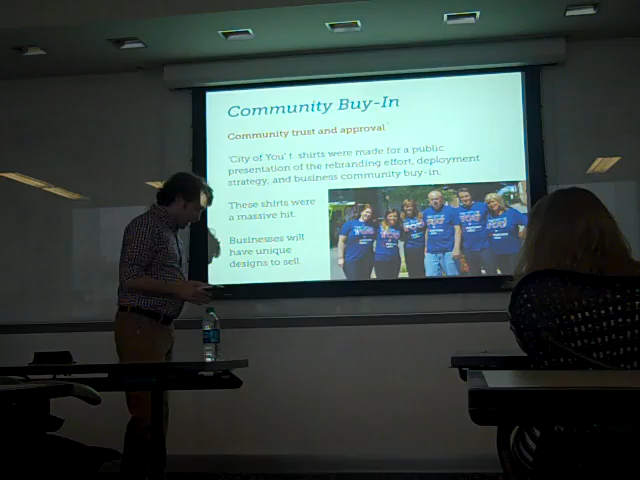 Community Buy-In
Community trust and approval
'City of You' t-shirts were made for a public
presentation of the rebranding effort, deployment
strategy, and business community buy-in.
These shirts were
a massive hit.
Businesses will
have unique
designs to sell.